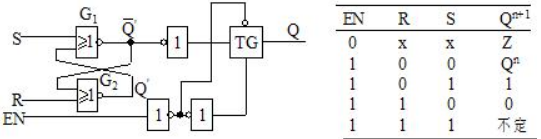 G₁
S
≥1
Q̅'
1
TG
Q
G₂
≥1
Q'
R
1
1
EN
EN R S Qⁿ⁺¹
0 x x Z
1 0 0 Qⁿ
1 0 1 1
1 1 0 0
1 1 1 不定